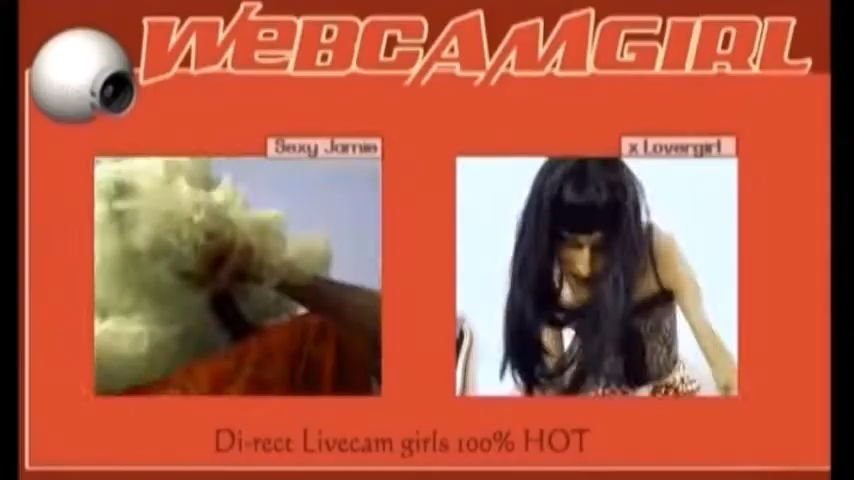 WEBCAMGIRL
Sexy Jamie
x Lovergirl
Di-rect Livecam girls 100% HOT